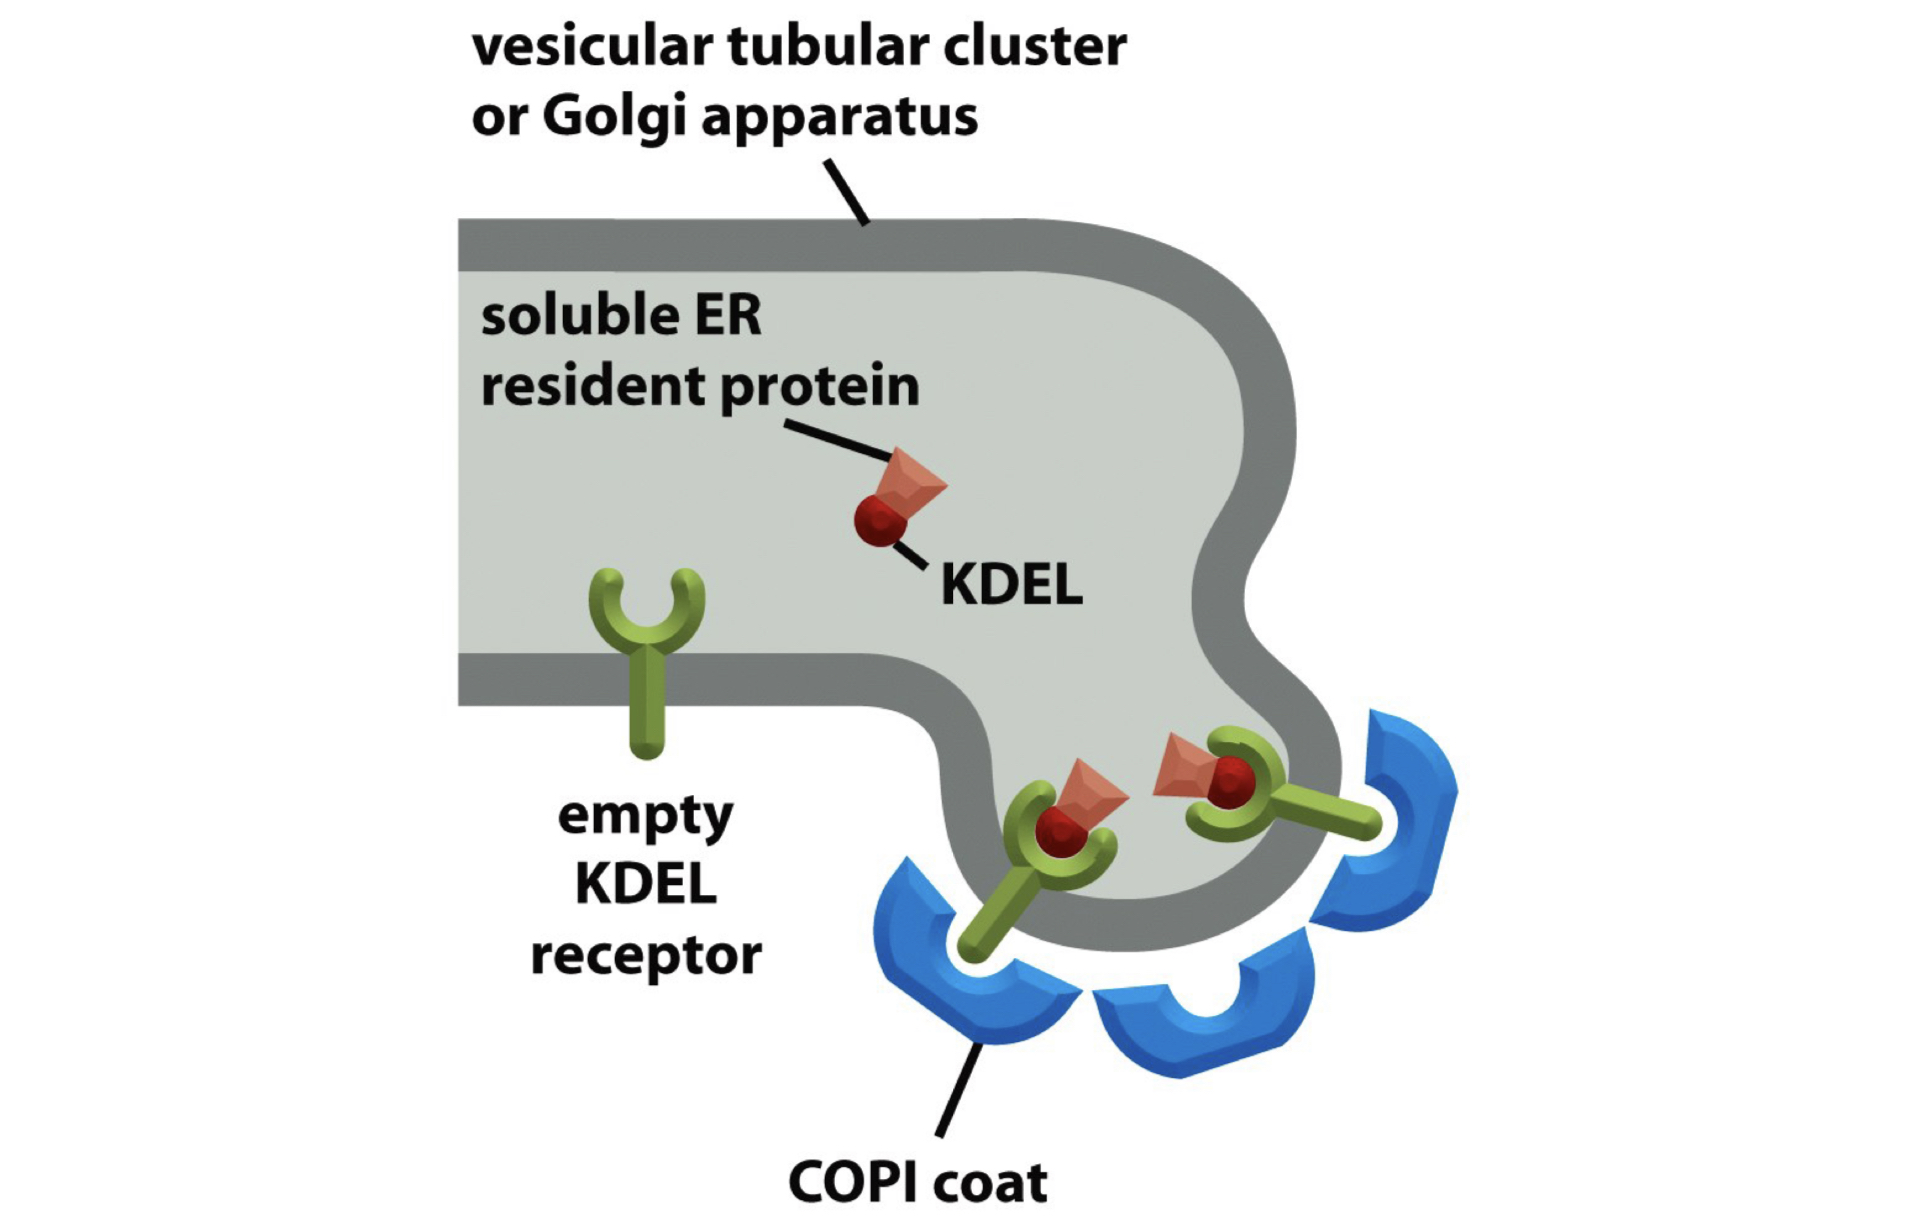 vesicular tubular cluster
or Golgi apparatus
soluble ER
resident protein
KDEL
empty
KDEL
receptor
COPI coat